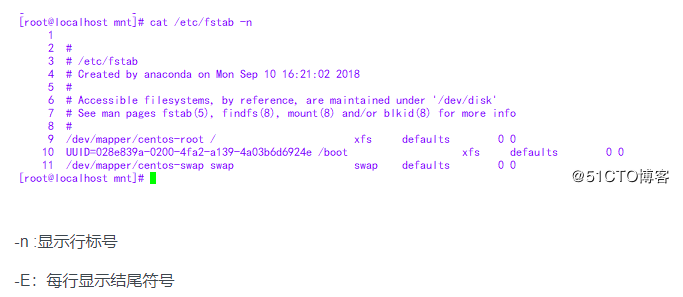 [root@localhost mnt]# cat /etc/fstab -n
1
2 #
3 # /etc/fstab
4 # Created by anaconda on Mon Sep 10 16:21:02 2018
5 #
6 # Accessible filesystems, by reference, are maintained under '/dev/disk'
7 # See man pages fstab(5), findfs(8), mount(8) and/or blkid(8) for more info
8 #
9 /dev/mapper/centos-root / xfs defaults 0 0
10 UUID=028e839a-0200-4fa2-a139-4a03b6d6924e /boot xfs defaults 0 0
11 /dev/mapper/centos-swap swap swap defaults 0 0
[root@localhost mnt]#
@51CTO博客
-n :显示行标号
-E：每行显示结尾符号